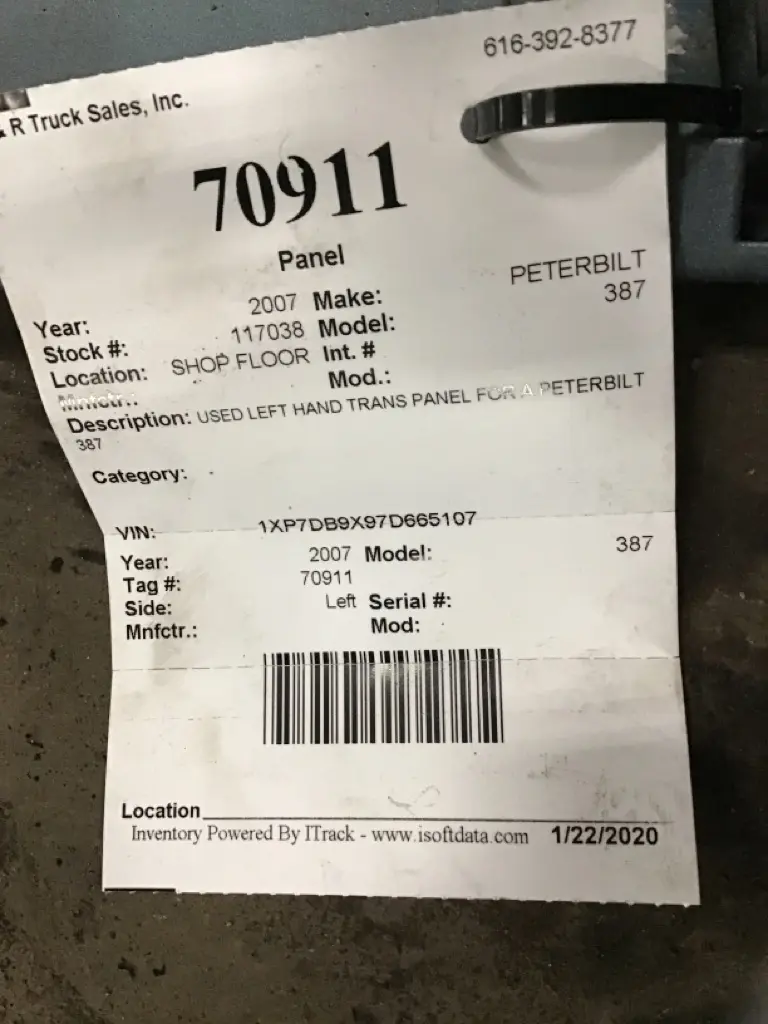 616-392-8377
R Truck Sales, Inc.
70911
Panel
Year: 2007 Make: PETERBILT
Stock #: 117038 Model: 387
Location: SHOP FLOOR Int. #
Mnfctr.: Mod.:
Description: USED LEFT HAND TRANS PANEL FOR A PETERBILT
387
Category:
VIN: 1XP7DB9X97D665107
Year: 2007 Model: 387
Tag #: 70911
Side: Left Serial #:
Mnfctr.: Mod:
Location
Inventory Powered By ITrack - www.isoftdata.com 1/22/2020